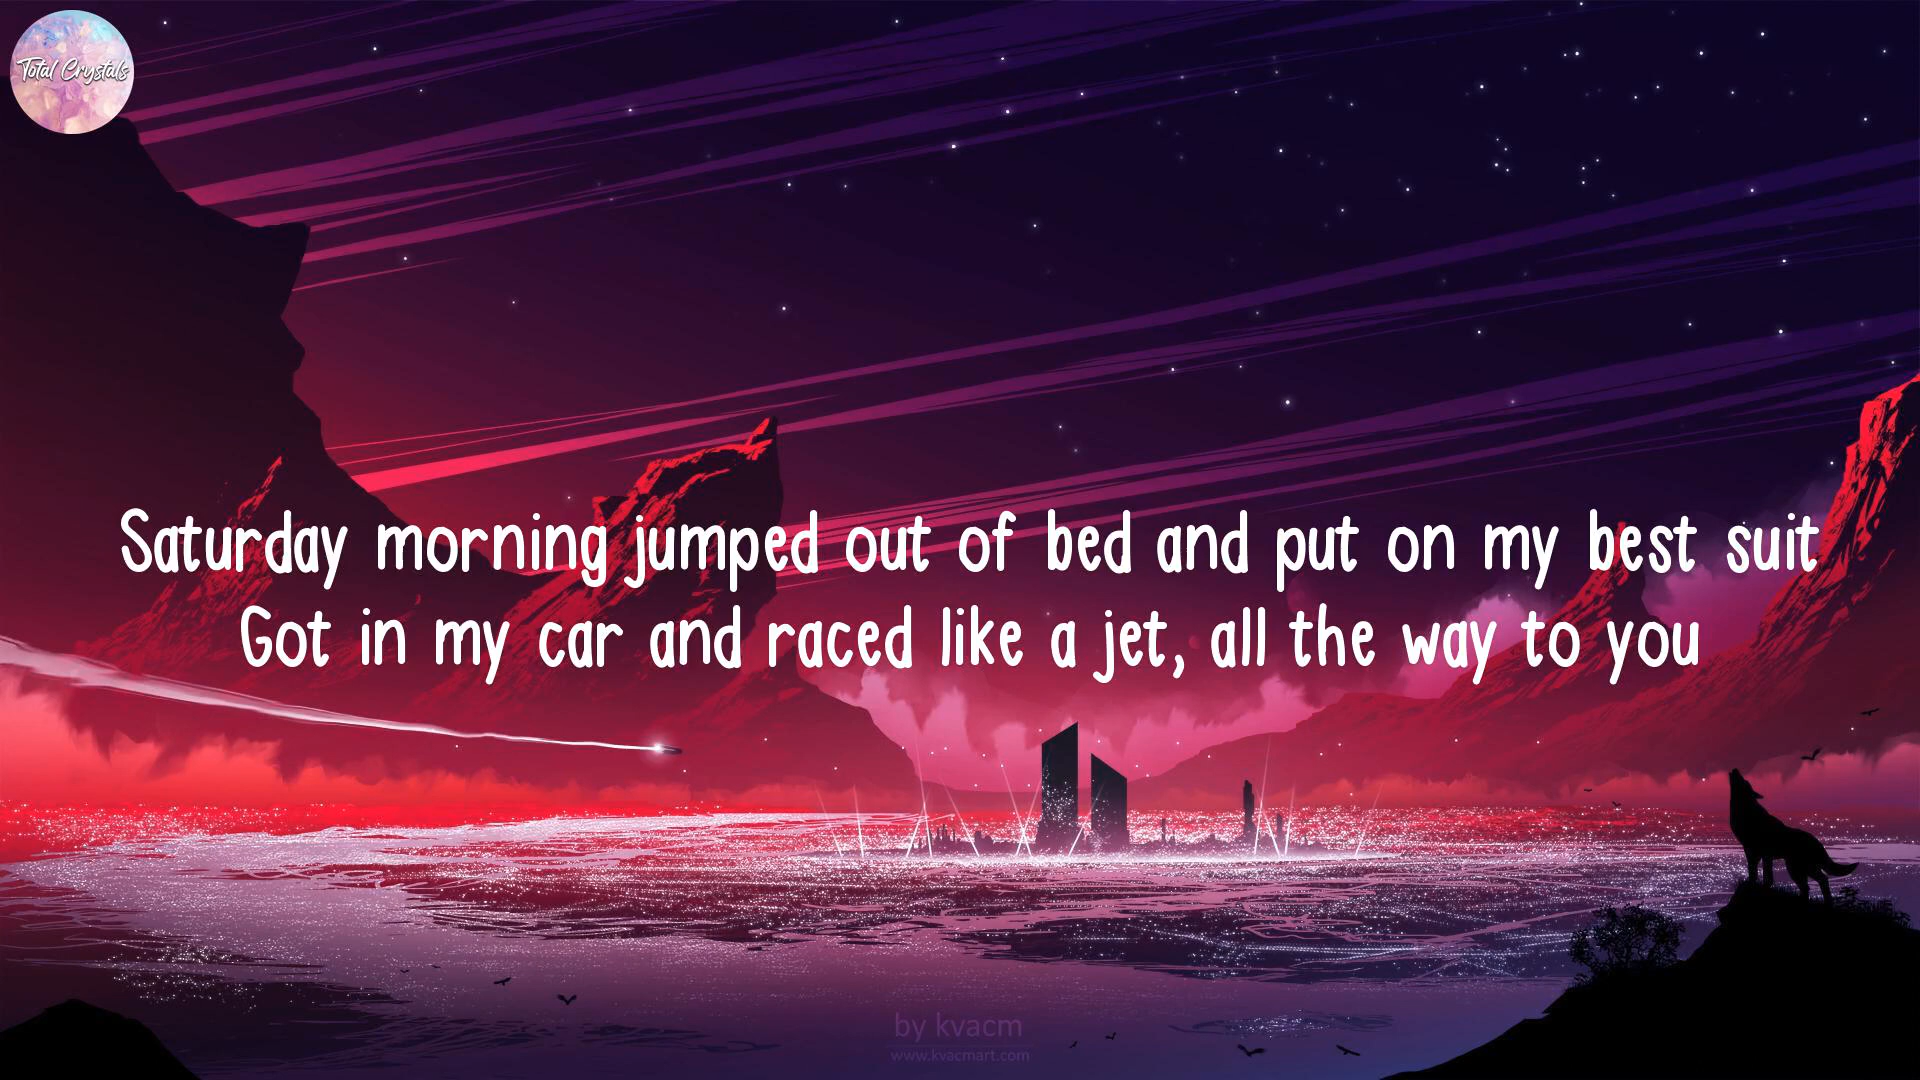 Total Crystals
Saturday morning jumped out of bed and put on my best suit
Got in my car and raced like a jet, all the way to you
by kvacm
www.kvacmart.com